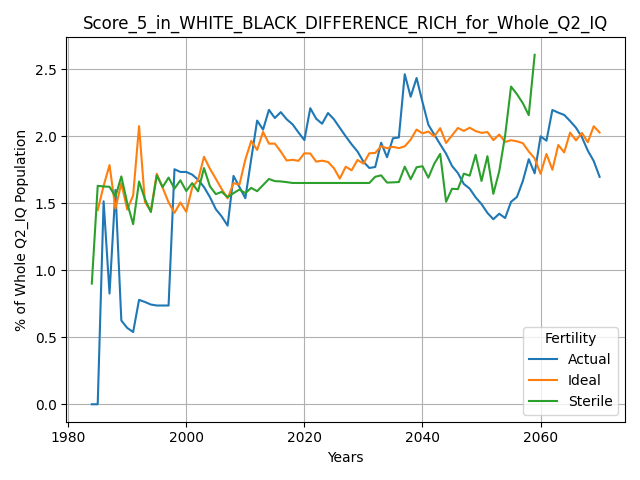 Score_5_in_WHITE_BLACK_DIFFERENCE_RICH_for_Whole_Q2_IQ
% of Whole Q2_IQ Population
2.5
2.0
1.5
1.0
0.5
0.0
Fertility
Actual
Ideal
Sterile
1980
2000
2020
2040
2060
Years